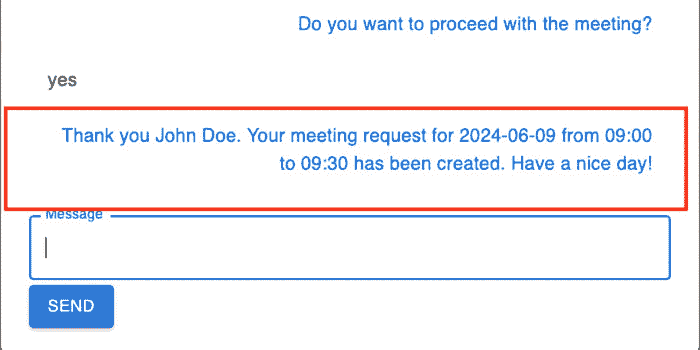 Do you want to proceed with the meeting?
yes
Thank you John Doe. Your meeting request for 2024-06-09 from 09:00
to 09:30 has been created. Have a nice day!
Message
SEND